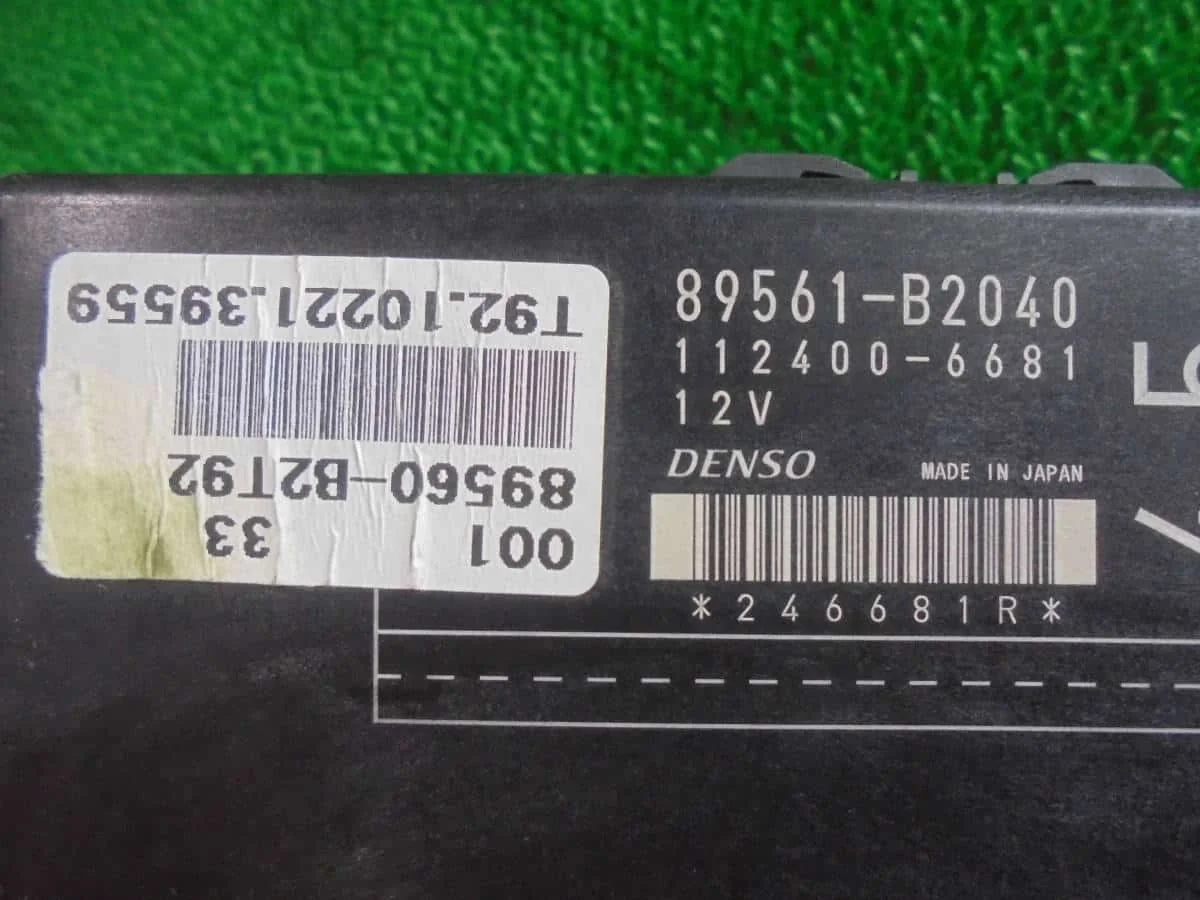 89561-B2040
112400-6681
12V
DENSO
MADE IN JAPAN
*246681R*
001 33
89560-B2T92
T92.10221.39559